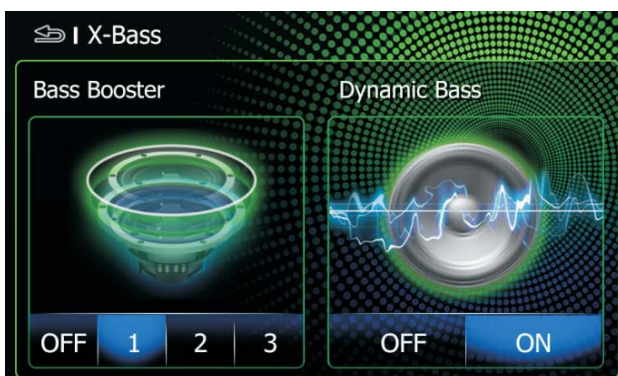 I X-Bass
Bass Booster
Dynamic Bass
OFF 1 2 3
OFF ON